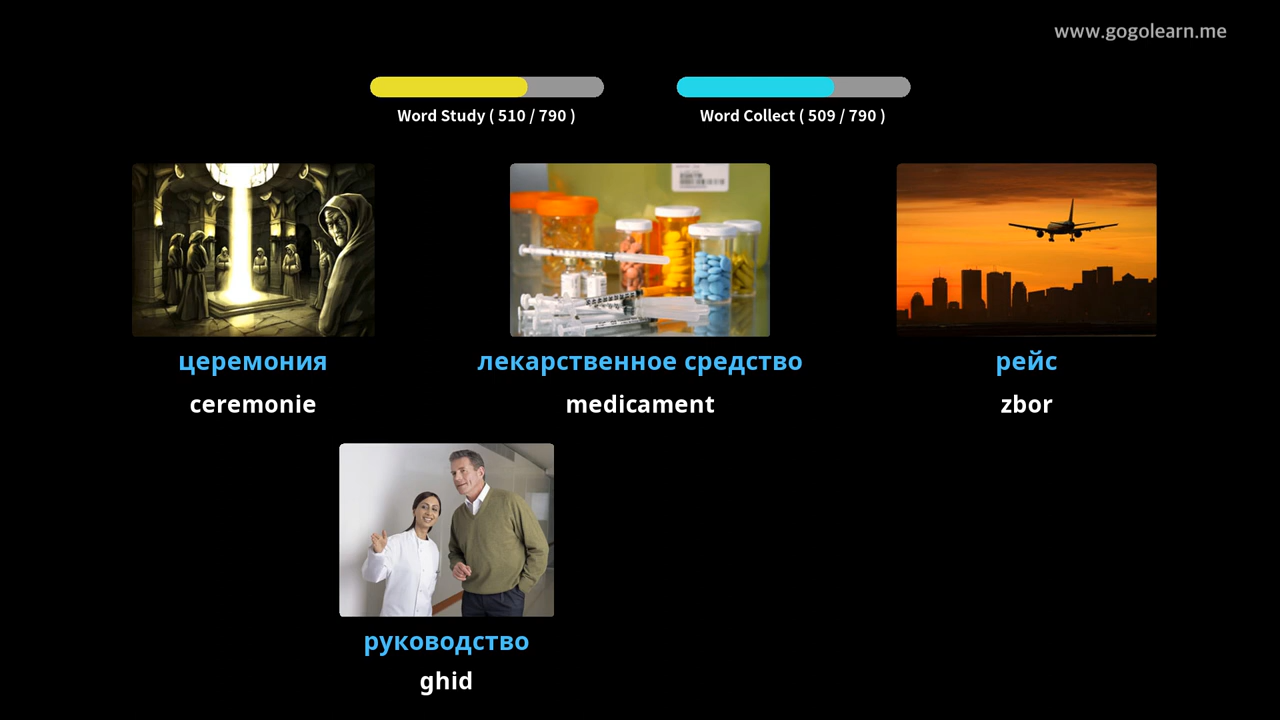 www.gogolearn.me
Word Study ( 510 / 790 )
Word Collect ( 509 / 790 )
церемония
лекарственное средство
рейс
ceremonie
medicament
zbor
руководство
ghid